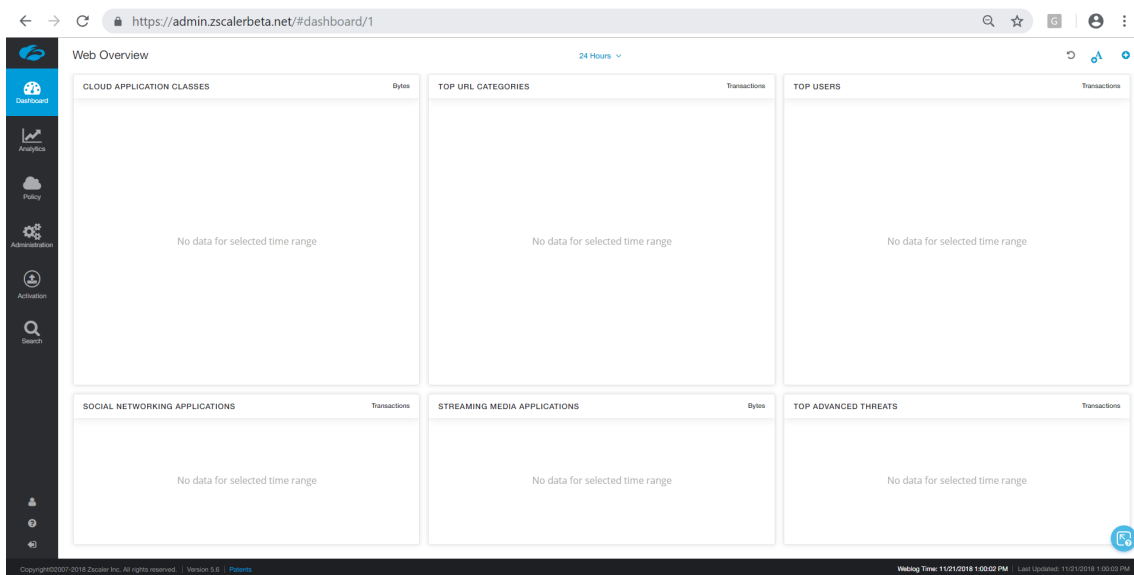 https://admin.zscalerbeta.net/#dashboard/1
G
Web Overview
24 Hours
A
Dashboard
Analytics
Policy
Administration
Activation
Search
CLOUD APPLICATION CLASSES Bytes
No data for selected time range
TOP URL CATEGORIES Transactions
No data for selected time range
TOP USERS Transactions
No data for selected time range
SOCIAL NETWORKING APPLICATIONS Transactions
No data for selected time range
STREAMING MEDIA APPLICATIONS Bytes
No data for selected time range
TOP ADVANCED THREATS Transactions
No data for selected time range
Copyright©2007-2018 Zscaler Inc. All rights reserved. | Version 5.6 | Patents
Weblog Time: 11/21/2018 1:00:02 PM | Last Updated: 11/21/2018 1:00:03 PM